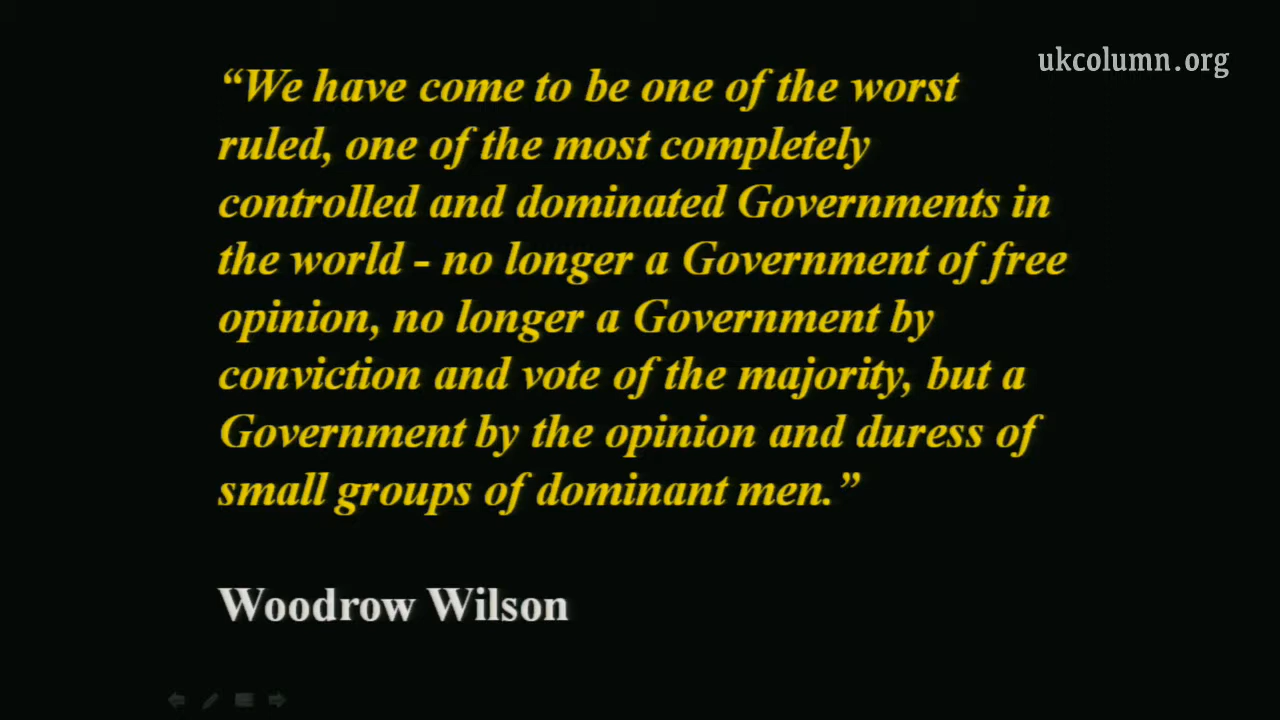 ukcolumn.org
“We have come to be one of the worst
ruled, one of the most completely
controlled and dominated Governments in
the world - no longer a Government of free
opinion, no longer a Government by
conviction and vote of the majority, but a
Government by the opinion and duress of
small groups of dominant men.”
Woodrow Wilson